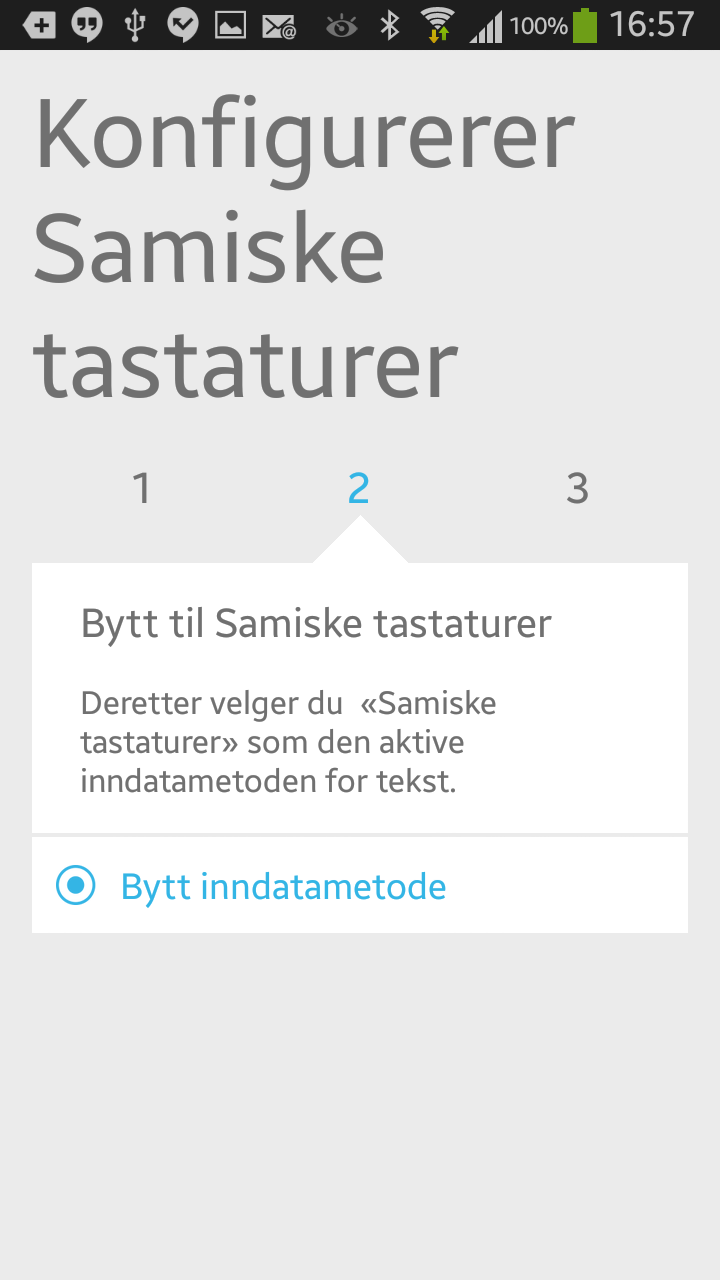 100% 16:57
Konfigurerer
Samiske
tastaturer
1 2 3
Bytt til Samiske tastaturer
Deretter velger du «Samiske
tastaturer» som den aktive
inndatametoden for tekst.
Bytt inndatametode